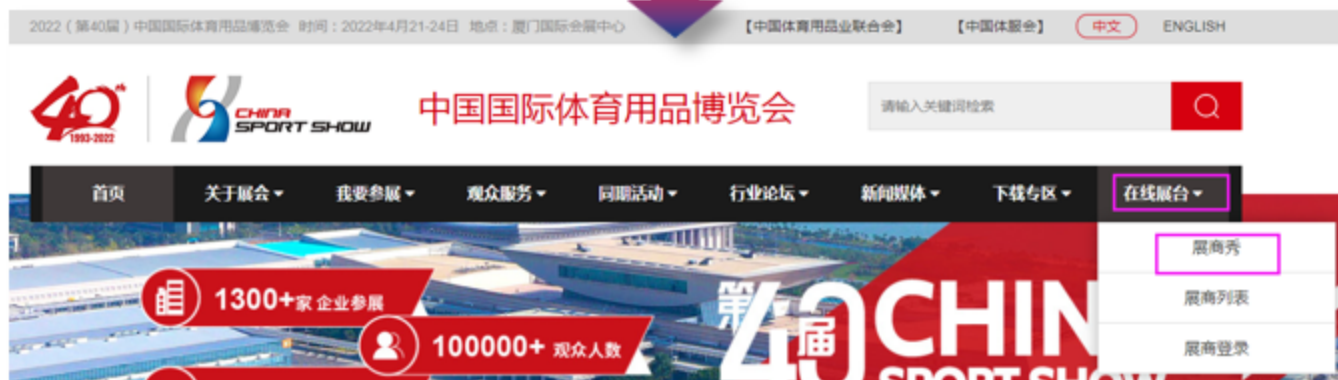 2022（第40届）中国国际体育用品博览会 时间：2022年4月21-24日 地点：厦门国际会展中心 【中国体育用品业联合会】 【中国体服会】 中文 ENGLISH
40th
1993-2022
CHINA
SPORT SHOW
中国国际体育用品博览会
请输入关键词检索
首页 关于展会 我要参展 观众服务 同期活动 行业论坛 新闻媒体 下载专区 在线展台
展商秀
展商列表
展商登录
1300+家 企业参展
100000+ 观众人数
第40届 CHIN
SPORT SHOW